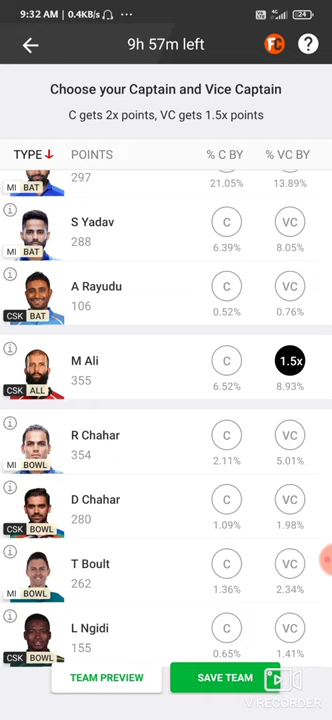 9:32 AM | 0.4KB/s
4G
24
9h 57m left
FC
?
Choose your Captain and Vice Captain
C gets 2x points, VC gets 1.5x points
TYPE POINTS % C BY % VC BY
MI BAT 297 21.05% 13.89%
i S Yadav C VC
MI BAT 288 6.39% 8.05%
i A Rayudu C VC
CSK BAT 106 0.52% 0.76%
i M Ali C 1.5x
CSK ALL 355 6.52% 8.93%
i R Chahar C VC
MI BOWL 354 2.11% 5.01%
i D Chahar C VC
CSK BOWL 280 1.09% 1.98%
i T Boult C VC
MI BOWL 262 1.36% 2.34%
i L Ngidi C VC
CSK BOWL 155 0.65% 1.41%
TEAM PREVIEW SAVE TEAM
V RECORDER